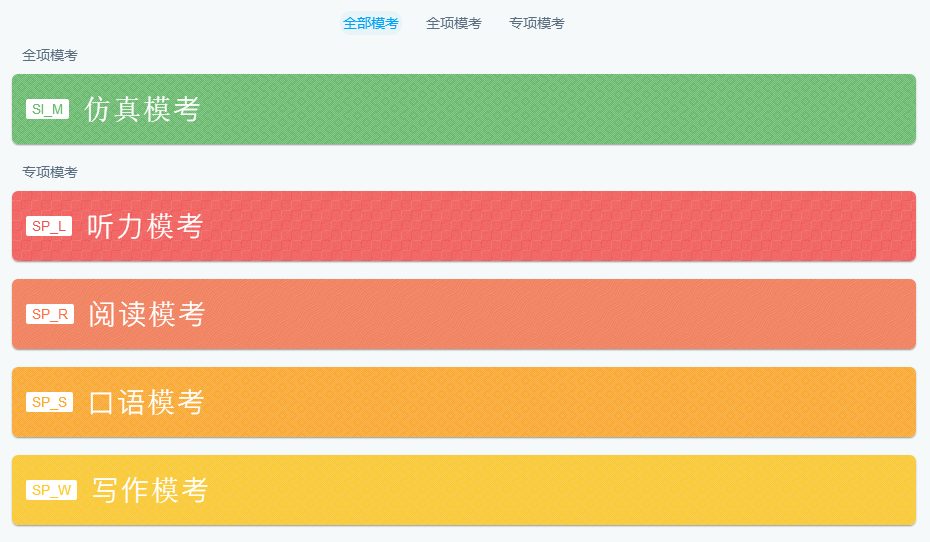 全部模考 全项模考 专项模考
全项模考
SI_M 仿真模考
专项模考
SP_L 听力模考
SP_R 阅读模考
SP_S 口语模考
SP_W 写作模考